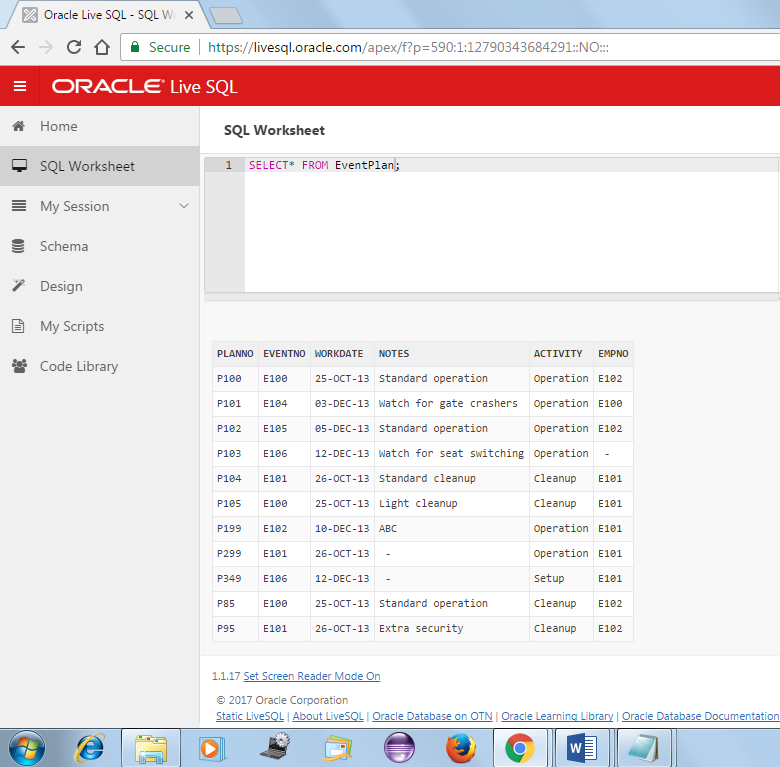 Oracle Live SQL - SQL Wo
Secure https://livesql.oracle.com/apex/f?p=590:1:12790343684291::NO:::
ORACLE® Live SQL
Home
SQL Worksheet
My Session
Schema
Design
My Scripts
Code Library
SQL Worksheet
1 SELECT* FROM EventPlan;
PLANNO EVENTNO WORKDATE NOTES ACTIVITY EMPNO
P100 E100 25-OCT-13 Standard operation Operation E102
P101 E104 03-DEC-13 Watch for gate crashers Operation E100
P102 E105 05-DEC-13 Standard operation Operation E102
P103 E106 12-DEC-13 Watch for seat switching Operation -
P104 E101 26-OCT-13 Standard cleanup Cleanup E101
P105 E100 25-OCT-13 Light cleanup Cleanup E101
P199 E102 10-DEC-13 ABC Operation E101
P299 E101 26-OCT-13 - Operation E101
P349 E106 12-DEC-13 - Setup E101
P85 E100 25-OCT-13 Standard operation Cleanup E102
P95 E101 26-OCT-13 Extra security Cleanup E102
1.1.17 Set Screen Reader Mode On
© 2017 Oracle Corporation
Static LiveSQL | About LiveSQL | Oracle Database on OTN | Oracle Learning Library | Oracle Database Documentation